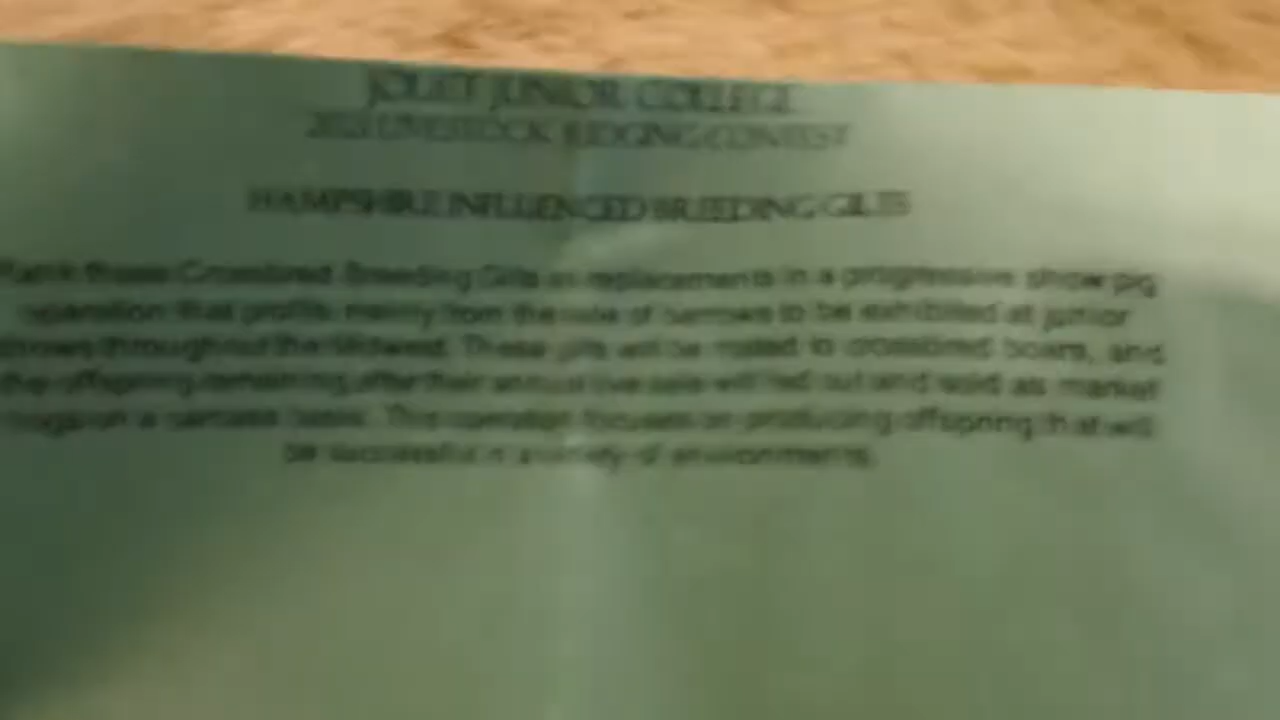 JOLIET JUNIOR COLLEGE
LIVESTOCK JUDGING CONTEST
HAMPSHIRE INFLUENCED BREEDING GILTS
Rank these Crossbred Breeding Gilts as replacements in a progressive show pig
operation that profits mainly from the sale of barrows to be exhibited at junior
shows throughout the Midwest. These gilts will be mated to crossbred boars, and
the offspring remaining after their annual live sale will fed out and sold as market
hogs on a carcass basis. This operation focuses on producing offspring that will
be successful in a variety of environments.